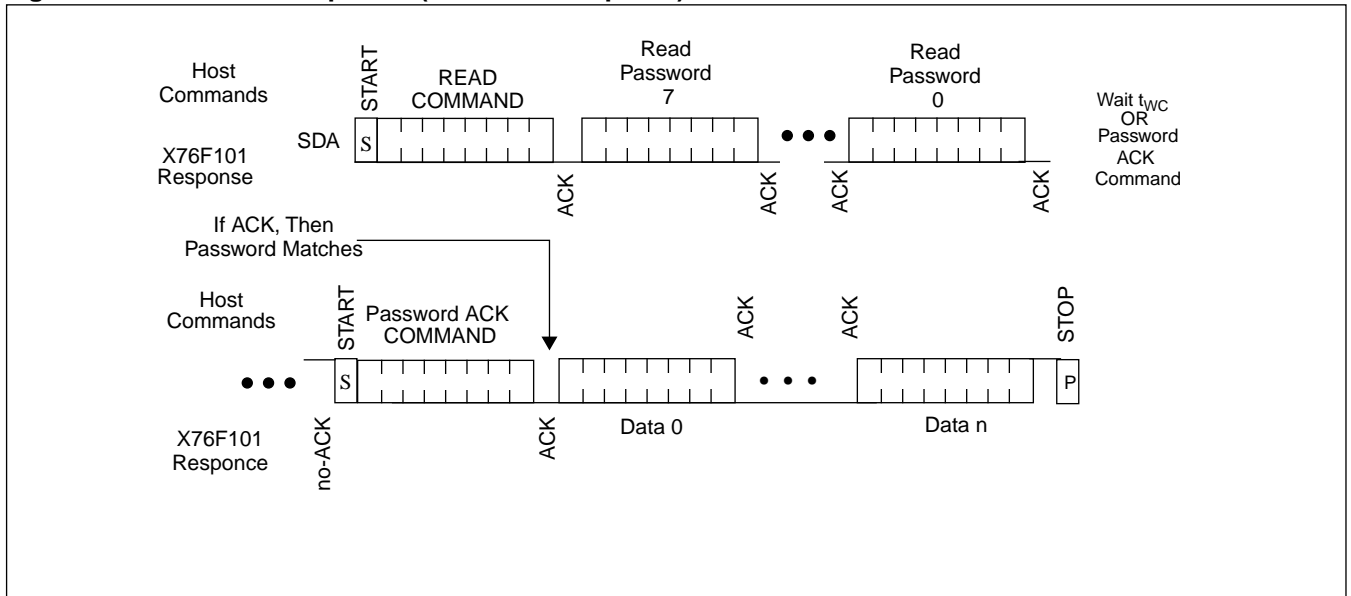 Host
Commands
START
READ
COMMAND
Read
Password
7
Read
Password
0
Wait tWC
OR
Password
ACK
Command
SDA
S
X76F101
Response
ACK
ACK
ACK
ACK
If ACK, Then
Password Matches
Host
Commands
START
Password ACK
COMMAND
ACK
ACK
STOP
S
P
X76F101
Responce
no-ACK
ACK
Data 0
Data n